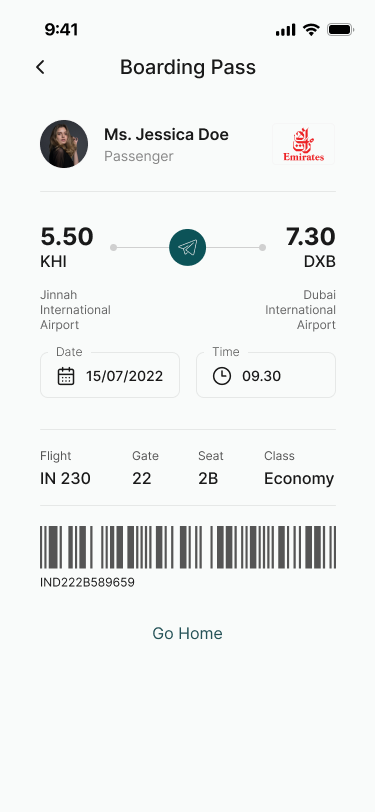 9:41
Boarding Pass
Ms. Jessica Doe
Passenger
Emirates
5.50
7.30
KHI
DXB
Jinnah
International
Airport
Dubai
International
Airport
Date
Time
15/07/2022
09.30
Flight
Gate
Seat
Class
IN 230
22
2B
Economy
IND222B589659
Go Home